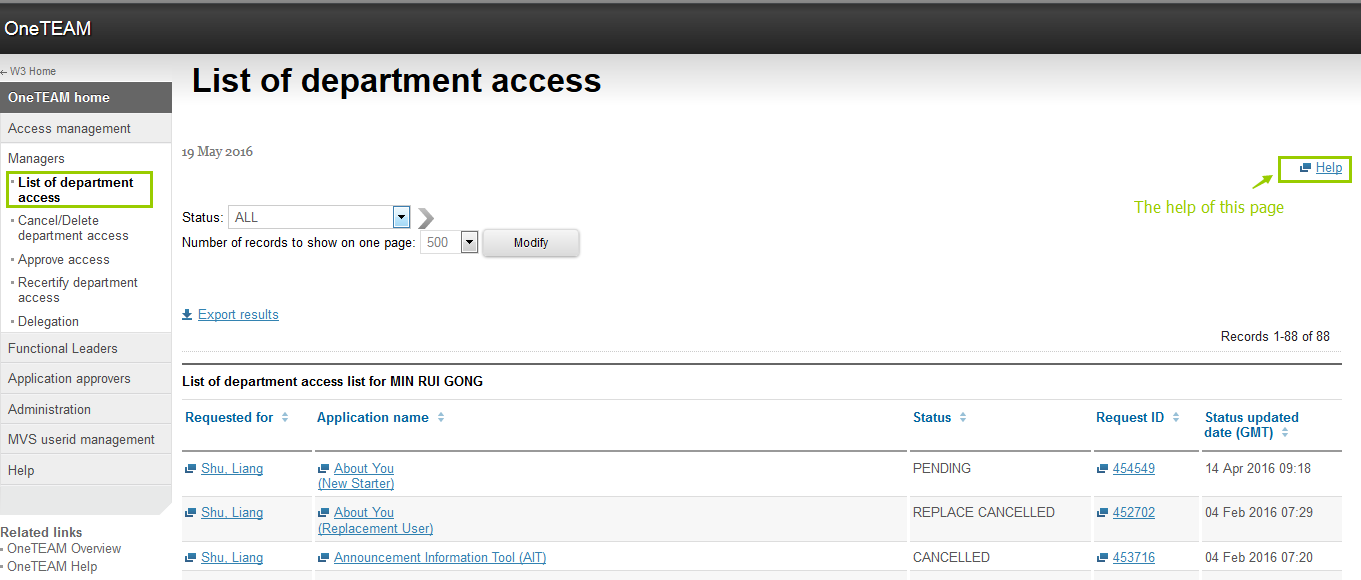 OneTEAM
W3 Home
List of department access
OneTEAM home
Access management
Managers
List of department
access
Cancel/Delete
department access
Approve access
Recertify department
access
Delegation
Functional Leaders
Application approvers
Administration
MVS userid management
Help
Related links
OneTEAM Overview
OneTEAM Help
19 May 2016
Help
The help of this page
Status: ALL
Number of records to show on one page: 500 Modify
Export results
Records 1-88 of 88
List of department access list for MIN RUI GONG
Requested for Application name Status Request ID Status updated
date (GMT)
Shu, Liang About You PENDING 454549 14 Apr 2016 09:18
(New Starter)
Shu, Liang About You REPLACE CANCELLED 452702 04 Feb 2016 07:29
(Replacement User)
Shu, Liang Announcement Information Tool (AIT) CANCELLED 453716 04 Feb 2016 07:20